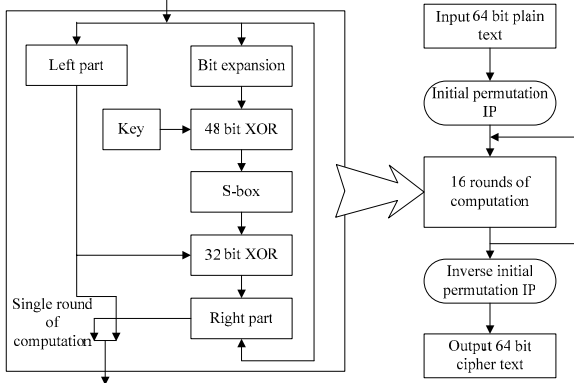 Left part
Bit expansion
Key
48 bit XOR
S-box
32 bit XOR
Single round
of
computation
Right part
Input 64 bit plain
text
Initial permutation
IP
16 rounds of
computation
Inverse initial
permutation IP
Output 64 bit
cipher text